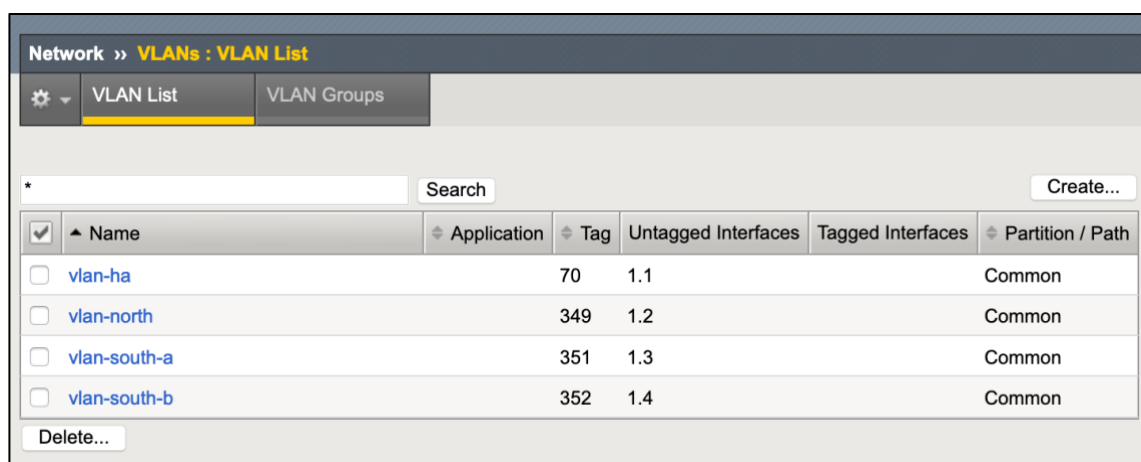 Network ›› VLANs : VLAN List
VLAN List VLAN Groups
* Search Create...
Name Application Tag Untagged Interfaces Tagged Interfaces Partition / Path
vlan-ha 70 1.1 Common
vlan-north 349 1.2 Common
vlan-south-a 351 1.3 Common
vlan-south-b 352 1.4 Common
Delete...